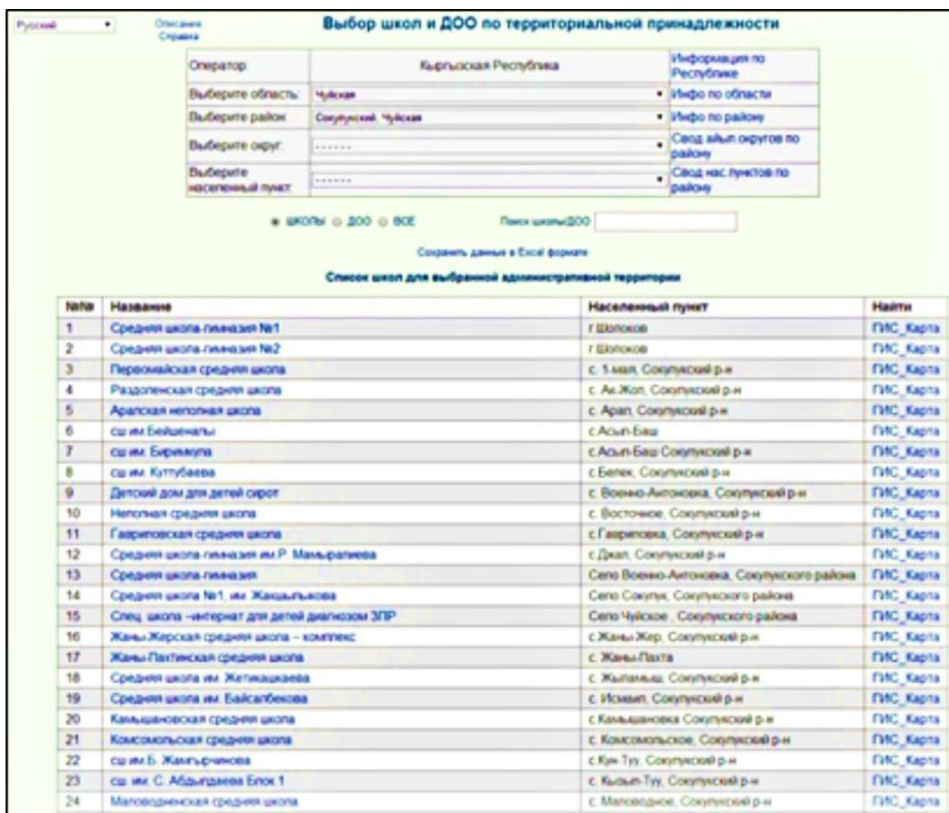 Русский
Описание
Справка
Выбор школ и ДОО по территориальной принадлежности
Оператор: Кыргызская Республика Информация по Республике
Выберите область: Чуйская Инфо по области
Выберите район: Сокулукский, Чуйская Инфо по району
Выберите округ: - - - - - - Свод айыл округов по району
Выберите населенный пункт: - - - - - - Свод нас.пунктов по району
ШКОЛЫ ДОО ВСЕ Поиск школы/ДОО
Сохранить данные в Excel формате
Список школ для выбранной административной территории
№№ Название Населенный пункт Найти
1 Средняя школа-гимназия №1 г.Шопоков ГИС_Карта
2 Средняя школа-гимназия №2 г.Шопоков ГИС_Карта
3 Первомайская средняя школа с. 1-мая, Сокулукский р-н ГИС_Карта
4 Раздоленская средняя школа с. Ак-Жол, Сокулукский р-н ГИС_Карта
5 Аралская неполная школа с. Арал, Сокулукский р-н ГИС_Карта
6 сш им.Бейшеналы с.Асыл-Баш ГИС_Карта
7 сш им. Биримкула с.Асыл-Баш Сокулукский р-н ГИС_Карта
8 сш им. Куттубаева с.Белек, Сокулукский р-н ГИС_Карта
9 Детский дом для детей сирот с. Военно-Антоновка, Сокулукский р-н ГИС_Карта
10 Неполная средняя школа с. Восточное, Сокулукский р-н ГИС_Карта
11 Гавриловская средняя школа с.Гавриловка, Сокулукский р-н ГИС_Карта
12 Средняя школа-гимназия им.Р. Мамыралиева с.Джал, Сокулукский р-н ГИС_Карта
13 Средняя школа-гимназия Село Военно-Антоновка, Сокулукского района ГИС_Карта
14 Средняя школа №1, им. Жакшылыкова Село Сокулук, Сокулукского района ГИС_Карта
15 Спец. школа –интернат для детей диагнозом ЗПР Село Чуйское , Сокулукского района ГИС_Карта
16 Жаны-Жерская средняя школа – комплекс с.Жаны-Жер, Сокулукский р-н ГИС_Карта
17 Жаны-Пахтинская средняя школа с. Жаны-Пахта ГИС_Карта
18 Средняя школа им. Жетикашкаева с. Жыламыш, Сокулукский р-н ГИС_Карта
19 Средняя школа им. Байсалбекова с. Исмаил, Сокулукский р-н ГИС_Карта
20 Камышановская средняя школа с.Камышановка Сокулукский р-н ГИС_Карта
21 Комсомольская средняя школа с. Комсомольское, Сокулукский р-н ГИС_Карта
22 сш им.Б. Жамгырчинова с.Кун-Туу, Сокулукский р-н ГИС_Карта
23 сш. им. С. Абдылдаева Блок 1 с. Кызыл-Туу, Сокулукский р-н ГИС_Карта
24 Маловодненская средняя школа с. Маловодное, Сокулукский р-н ГИС_Карта